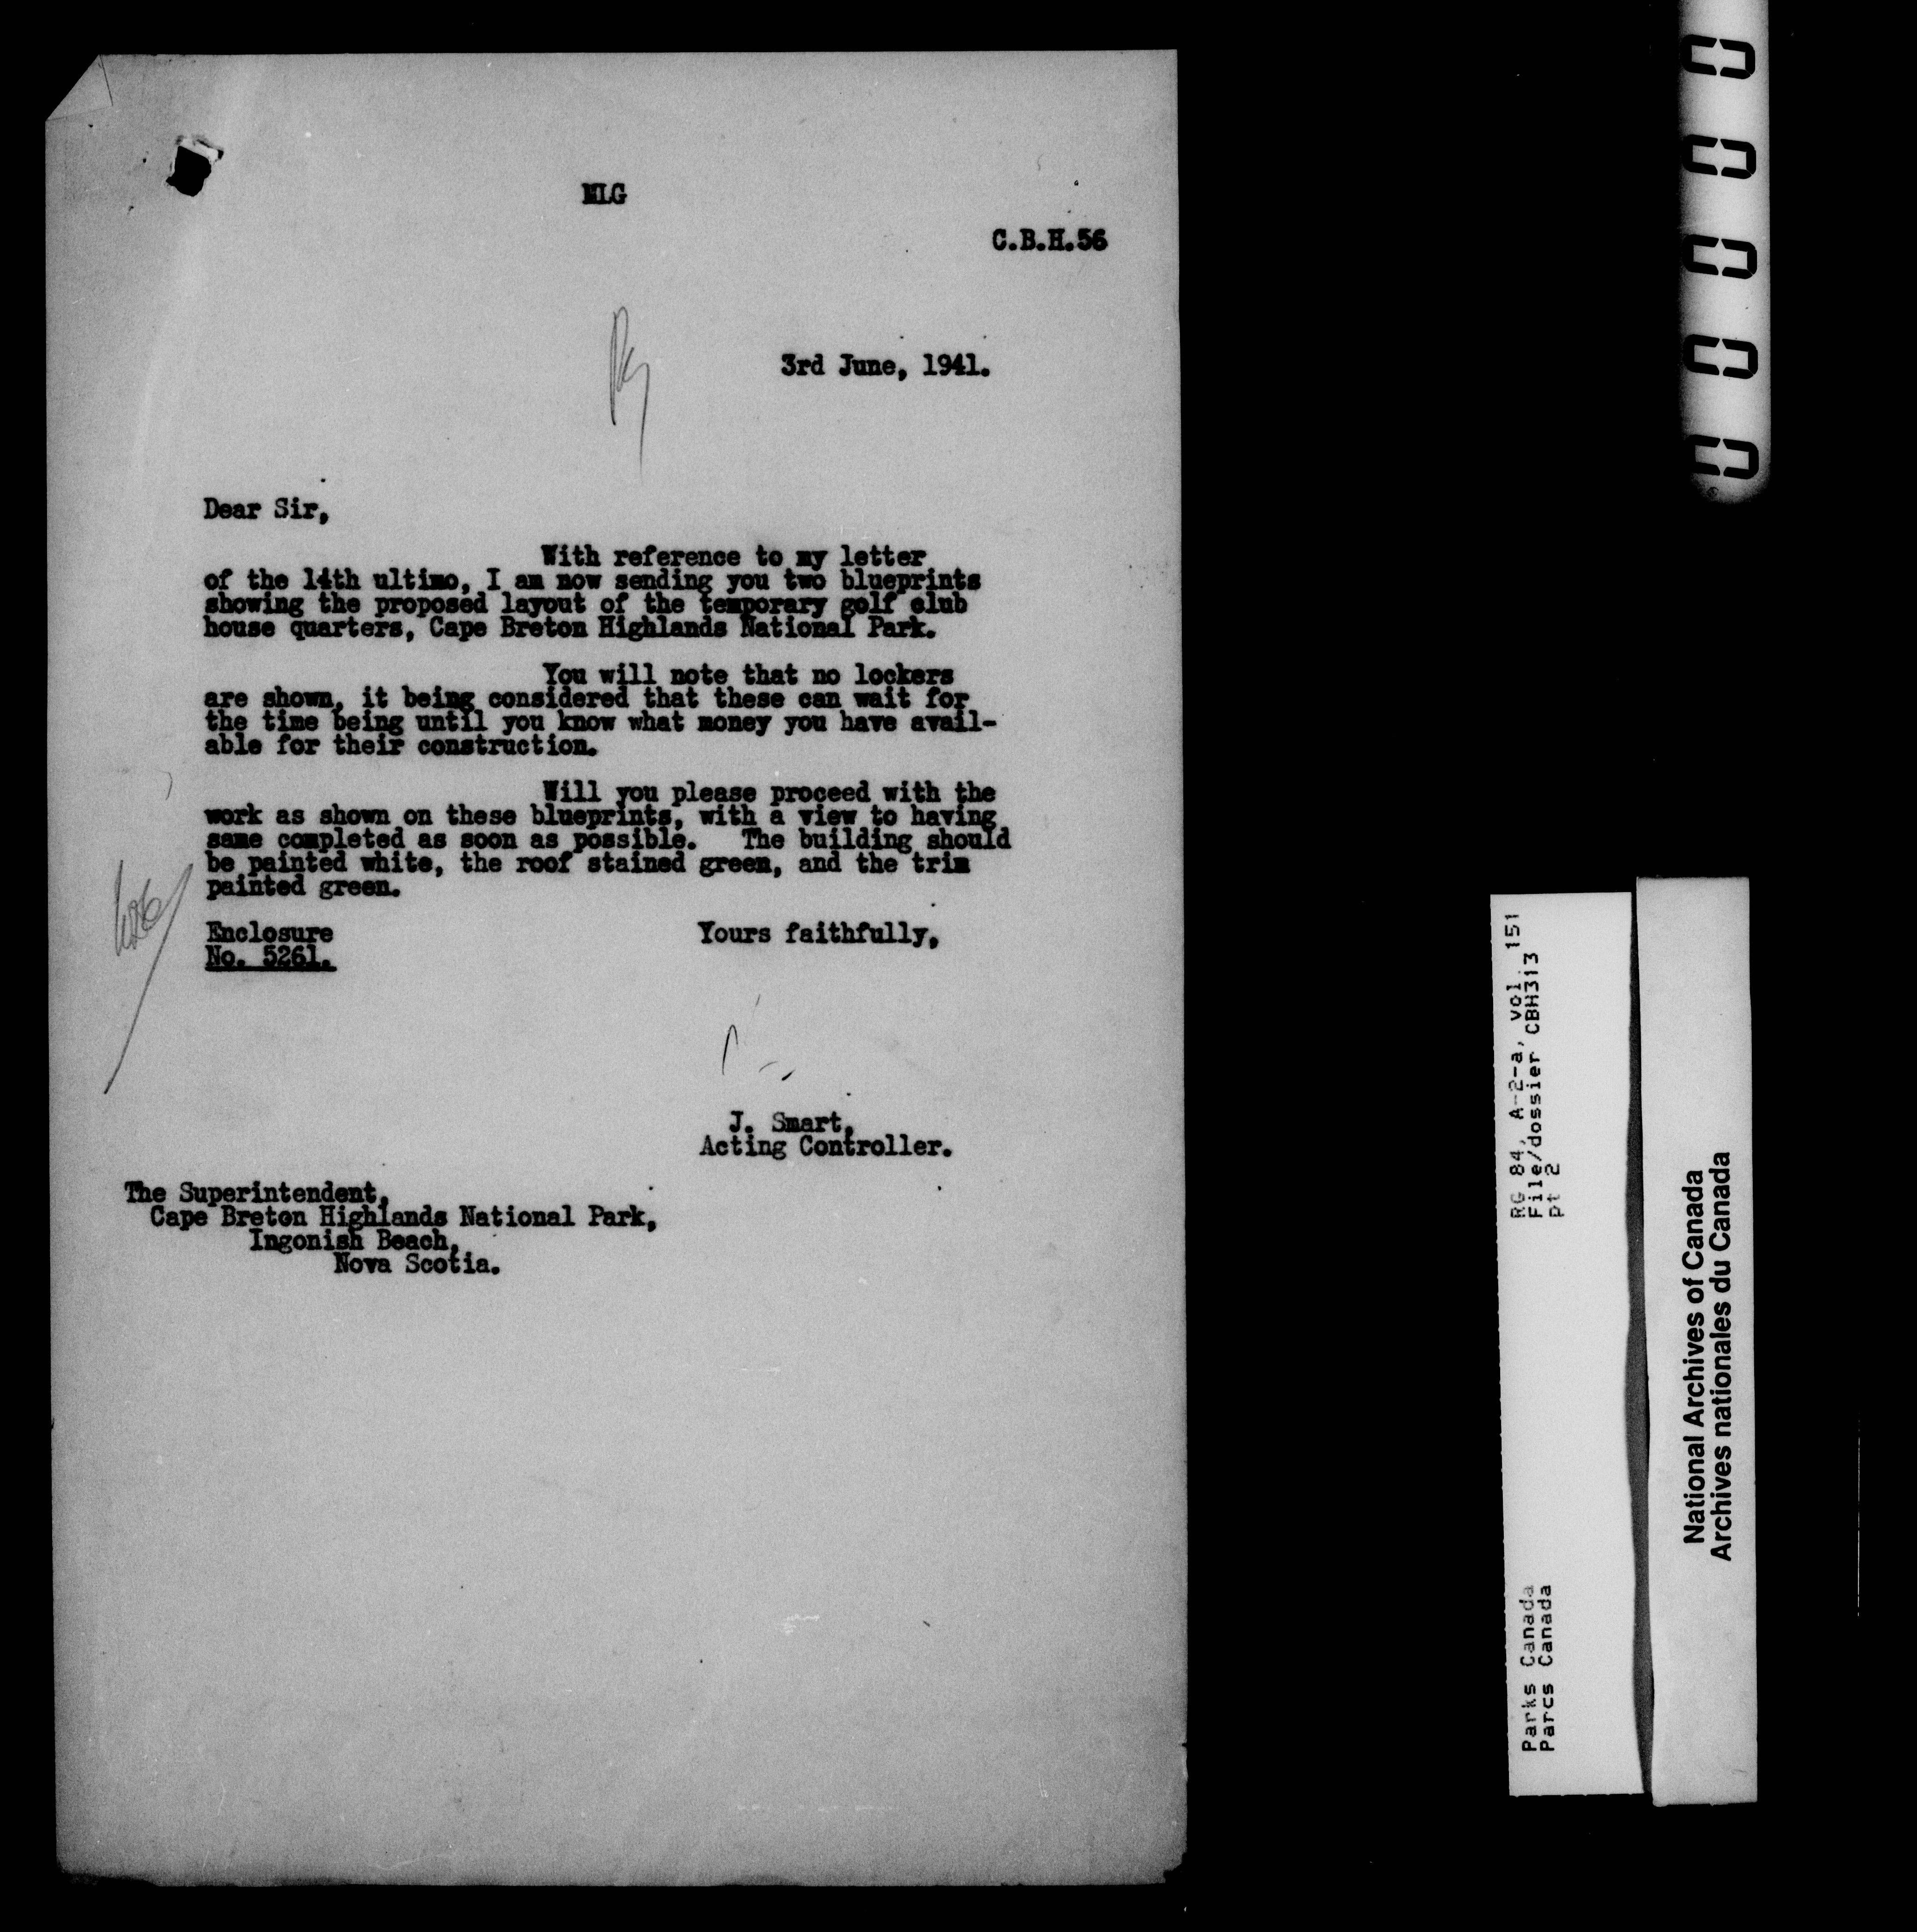 MLG
C.B.H.56
3rd June, 1941.
Dear Sir,
With reference to my letter
of the 14th ultimo, I am now sending you two blueprints
showing the proposed layout of the temporary golf club
house quarters, Cape Breton Highlands National Park.
You will note that no lockers
are shown, it being considered that these can wait for
the time being until you know what money you have avail-
able for their construction.
Will you please proceed with the
work as shown on these blueprints, with a view to having
same completed as soon as possible. The building should
be painted white, the roof stained green, and the trim
painted green.
Enclosure
No. 5261.
Yours faithfully,
J. Smart,
Acting Controller.
The Superintendent,
Cape Breton Highlands National Park,
Ingonish Beach,
Nova Scotia.
RG 84, A-2-a, vol. 151
File/dossier CBH313
pt 2
Parks Canada
Parcs Canada
National Archives of Canada
Archives nationales du Canada